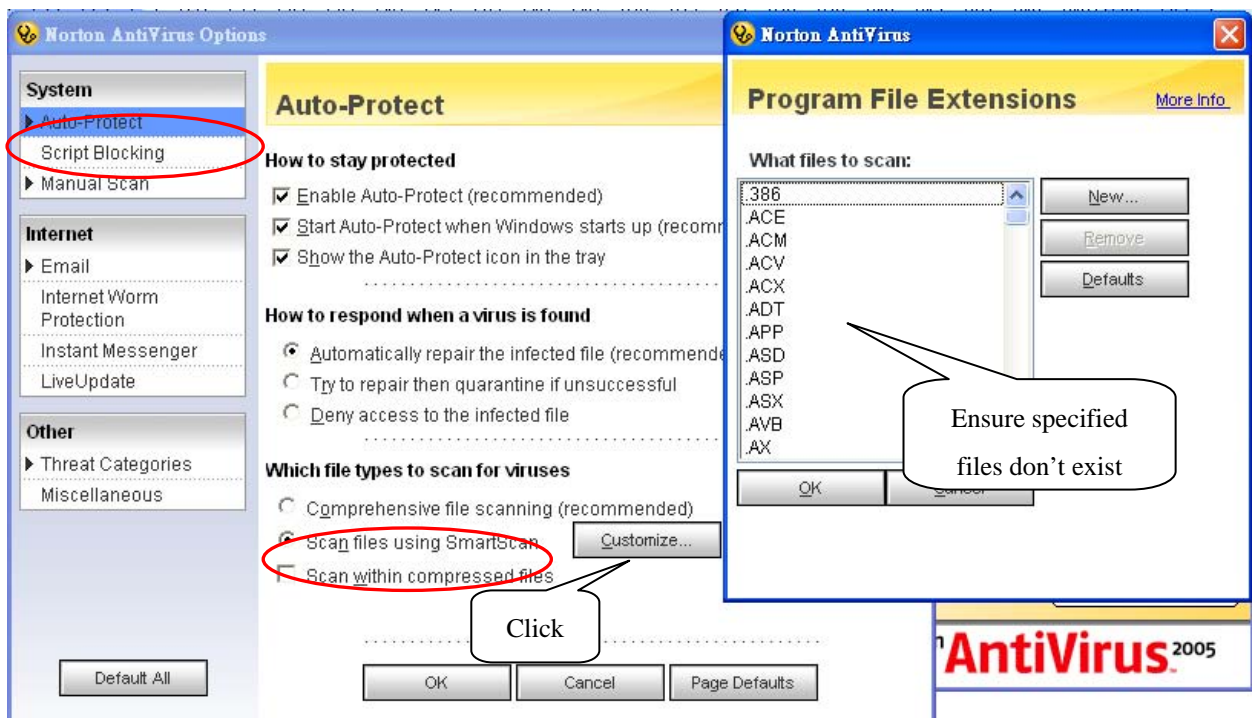 Norton AntiVirus Options
System
Auto-Protect
Script Blocking
Manual Scan
Internet
Email
Internet Worm
Protection
Instant Messenger
LiveUpdate
Other
Threat Categories
Miscellaneous
Default All
Auto-Protect
How to stay protected
Enable Auto-Protect (recommended)
Start Auto-Protect when Windows starts up (recomm
Show the Auto-Protect icon in the tray
How to respond when a virus is found
Automatically repair the infected file (recommende
Try to repair then quarantine if unsuccessful
Deny access to the infected file
Which file types to scan for viruses
Comprehensive file scanning (recommended)
Scan files using SmartScan
Customize...
Scan within compressed files
Click
OK
Cancel
Page Defaults
Norton AntiVirus
Program File Extensions
More Info
What files to scan:
.386
.ACE
.ACM
.ACV
.ACX
.ADT
.APP
.ASD
.ASP
.ASX
.AVB
.AX
New...
Remove
Defaults
Ensure specified
files don’t exist
OK
Cancel
AntiVirus 2005